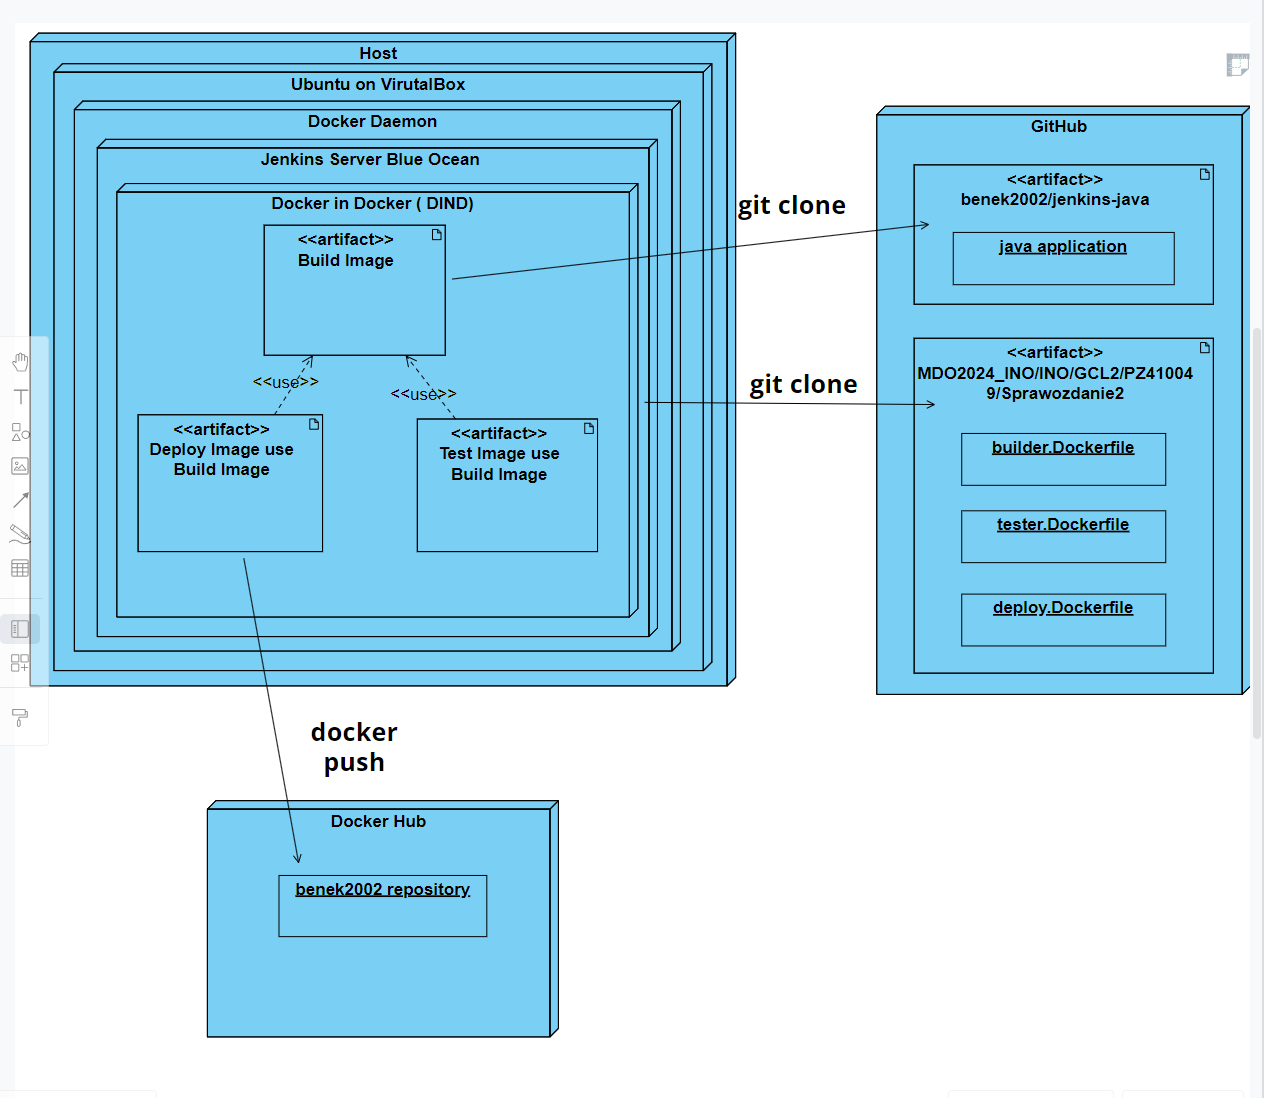 Host
Ubuntu on VirutalBox
Docker Daemon
Jenkins Server Blue Ocean
Docker in Docker ( DIND)
<<artifact>>
Build Image
<<use>>
<<use>>
<<artifact>>
Deploy Image use
Build Image
<<artifact>>
Test Image use
Build Image
git clone
git clone
GitHub
<<artifact>>
benek2002/jenkins-java
java application
<<artifact>>
MDO2024_INO/INO/GCL2/PZ41004
9/Sprawozdanie2
builder.Dockerfile
tester.Dockerfile
deploy.Dockerfile
docker
push
Docker Hub
benek2002 repository